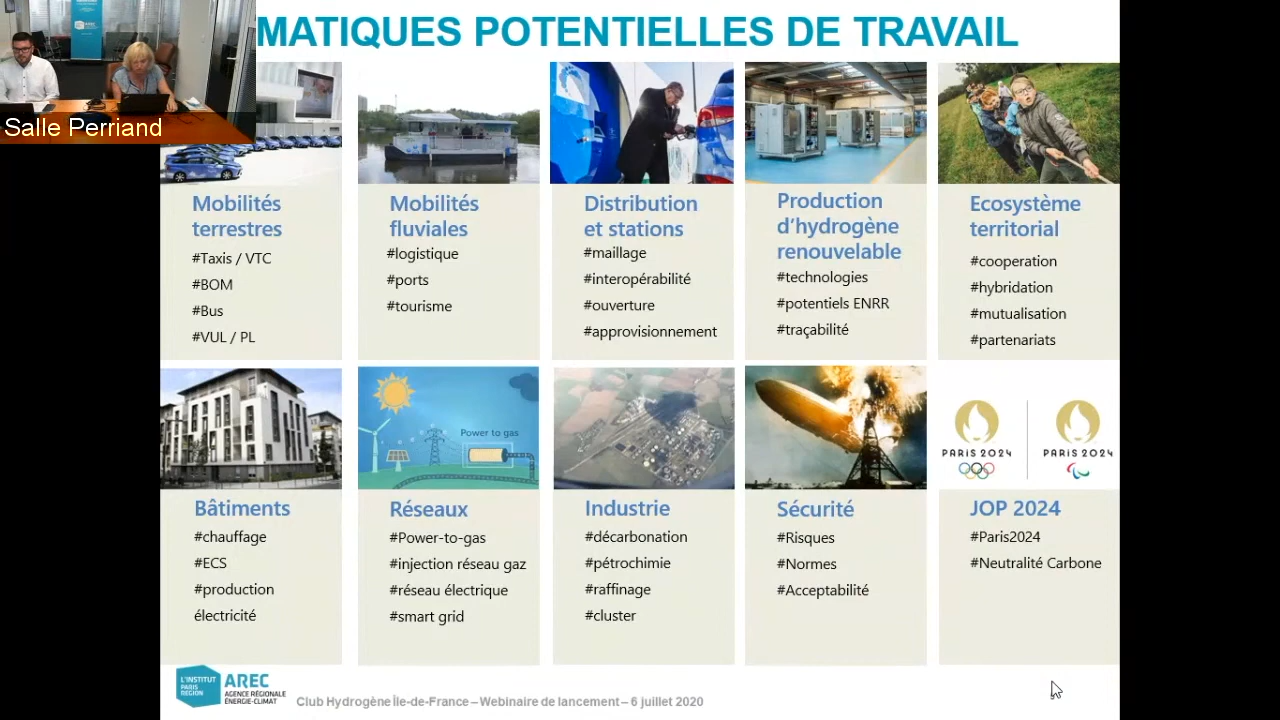 MATIQUES POTENTIELLES DE TRAVAIL
Salle Perriand
Mobilités
terrestres
#Taxis / VTC
#BOM
#Bus
#VUL / PL
Mobilités
fluviales
#logistique
#ports
#tourisme
Distribution
et stations
#maillage
#interopérabilité
#ouverture
#approvisionnement
Production
d'hydrogène
renouvelable
#technologies
#potentiels ENRR
#traçabilité
Ecosystème
territorial
#cooperation
#hybridation
#mutualisation
#partenariats
Bâtiments
#chauffage
#ECS
#production
électricité
Power to gas
Réseaux
#Power-to-gas
#injection réseau gaz
#réseau électrique
#smart grid
Industrie
#décarbonation
#pétrochimie
#raffinage
#cluster
Sécurité
#Risques
#Normes
#Acceptabilité
PARIS 2024
PARIS 2024
JOP 2024
#Paris2024
#Neutralité Carbone
L'INSTITUT
PARIS
REGION
AREC
AGENCE RÉGIONALE
ÉNERGIE-CLIMAT
Club Hydrogène Île-de-France – Webinaire de lancement – 6 juillet 2020